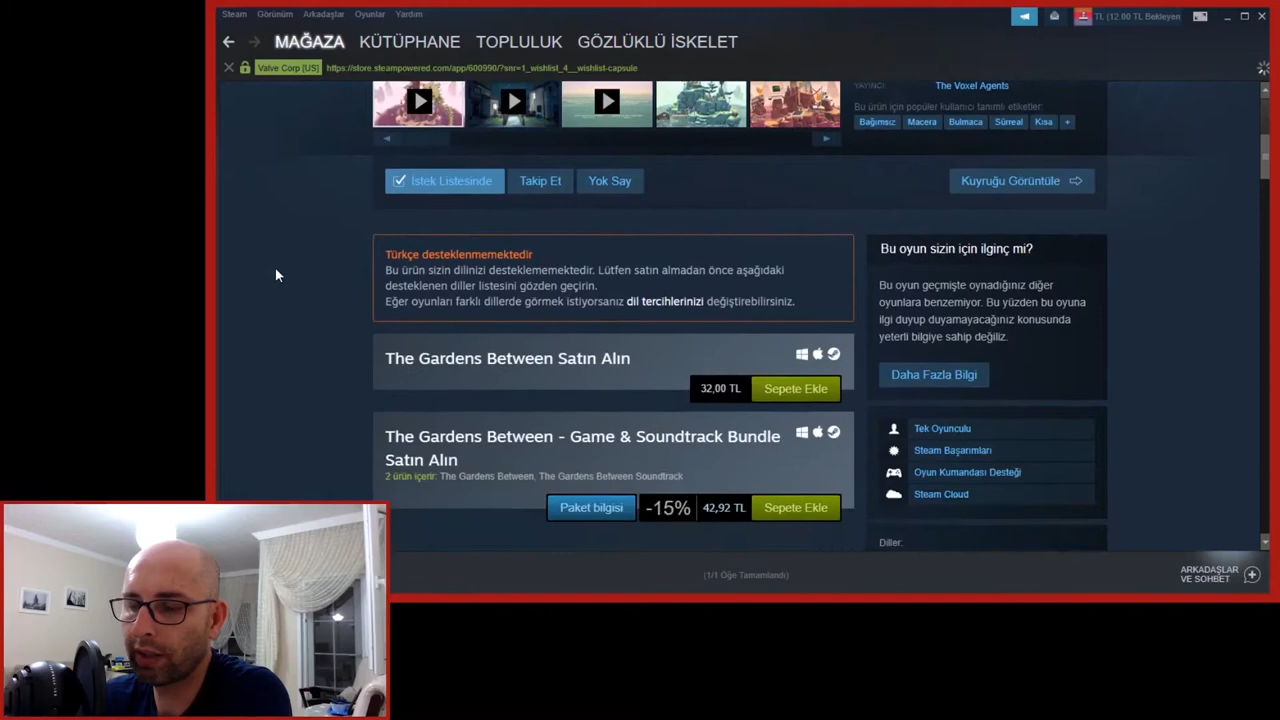 Steam Görünüm Arkadaşlar Oyunlar Yardım
TL (12.00 TL Bekleyen
MAĞAZA KÜTÜPHANE TOPLULUK GÖZLÜKLÜ İSKELET
Valve Corp [US] https://store.steampowered.com/app/600990/?snr=1_wishlist_4__wishlist-capsule
YAYINCI: The Voxel Agents
Bu ürün için popüler kullanıcı tanımlı etiketler:
Bağımsız Macera Bulmaca Sürreal Kısa +
İstek Listesinde Takip Et Yok Say Kuyruğu Görüntüle
Türkçe desteklenmemektedir
Bu ürün sizin dilinizi desteklememektedir. Lütfen satın almadan önce aşağıdaki
desteklenen diller listesini gözden geçirin.
Eğer oyunları farklı dillerde görmek istiyorsanız dil tercihlerinizi değiştirebilirsiniz.
The Gardens Between Satın Alın
32,00 TL Sepete Ekle
The Gardens Between - Game & Soundtrack Bundle
Satın Alın
2 ürün içerir: The Gardens Between, The Gardens Between Soundtrack
Paket bilgisi -15% 42,92 TL Sepete Ekle
Bu oyun sizin için ilginç mi?
Bu oyun geçmişte oynadığınız diğer
oyunlara benzemiyor. Bu yüzden bu oyuna
ilgi duyup duyamayacağınız konusunda
yeterli bilgiye sahip değiliz.
Daha Fazla Bilgi
Tek Oyunculu
Steam Başarımları
Oyun Kumandası Desteği
Steam Cloud
Diller:
(1/1 Öğe Tamamlandı)
ARKADAŞLAR
VE SOHBET